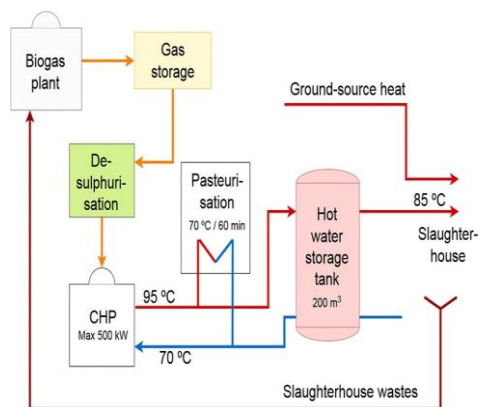 Biogas
plant
Gas
storage
Ground-source heat
De-
sulphuri-
sation
Pasteuri-
sation
70 ºC / 60 min
Hot
water
storage
tank
200 m³
85 ºC
Slaughter-
house
95 ºC
CHP
Max 500 kW
70 ºC
Slaughterhouse wastes